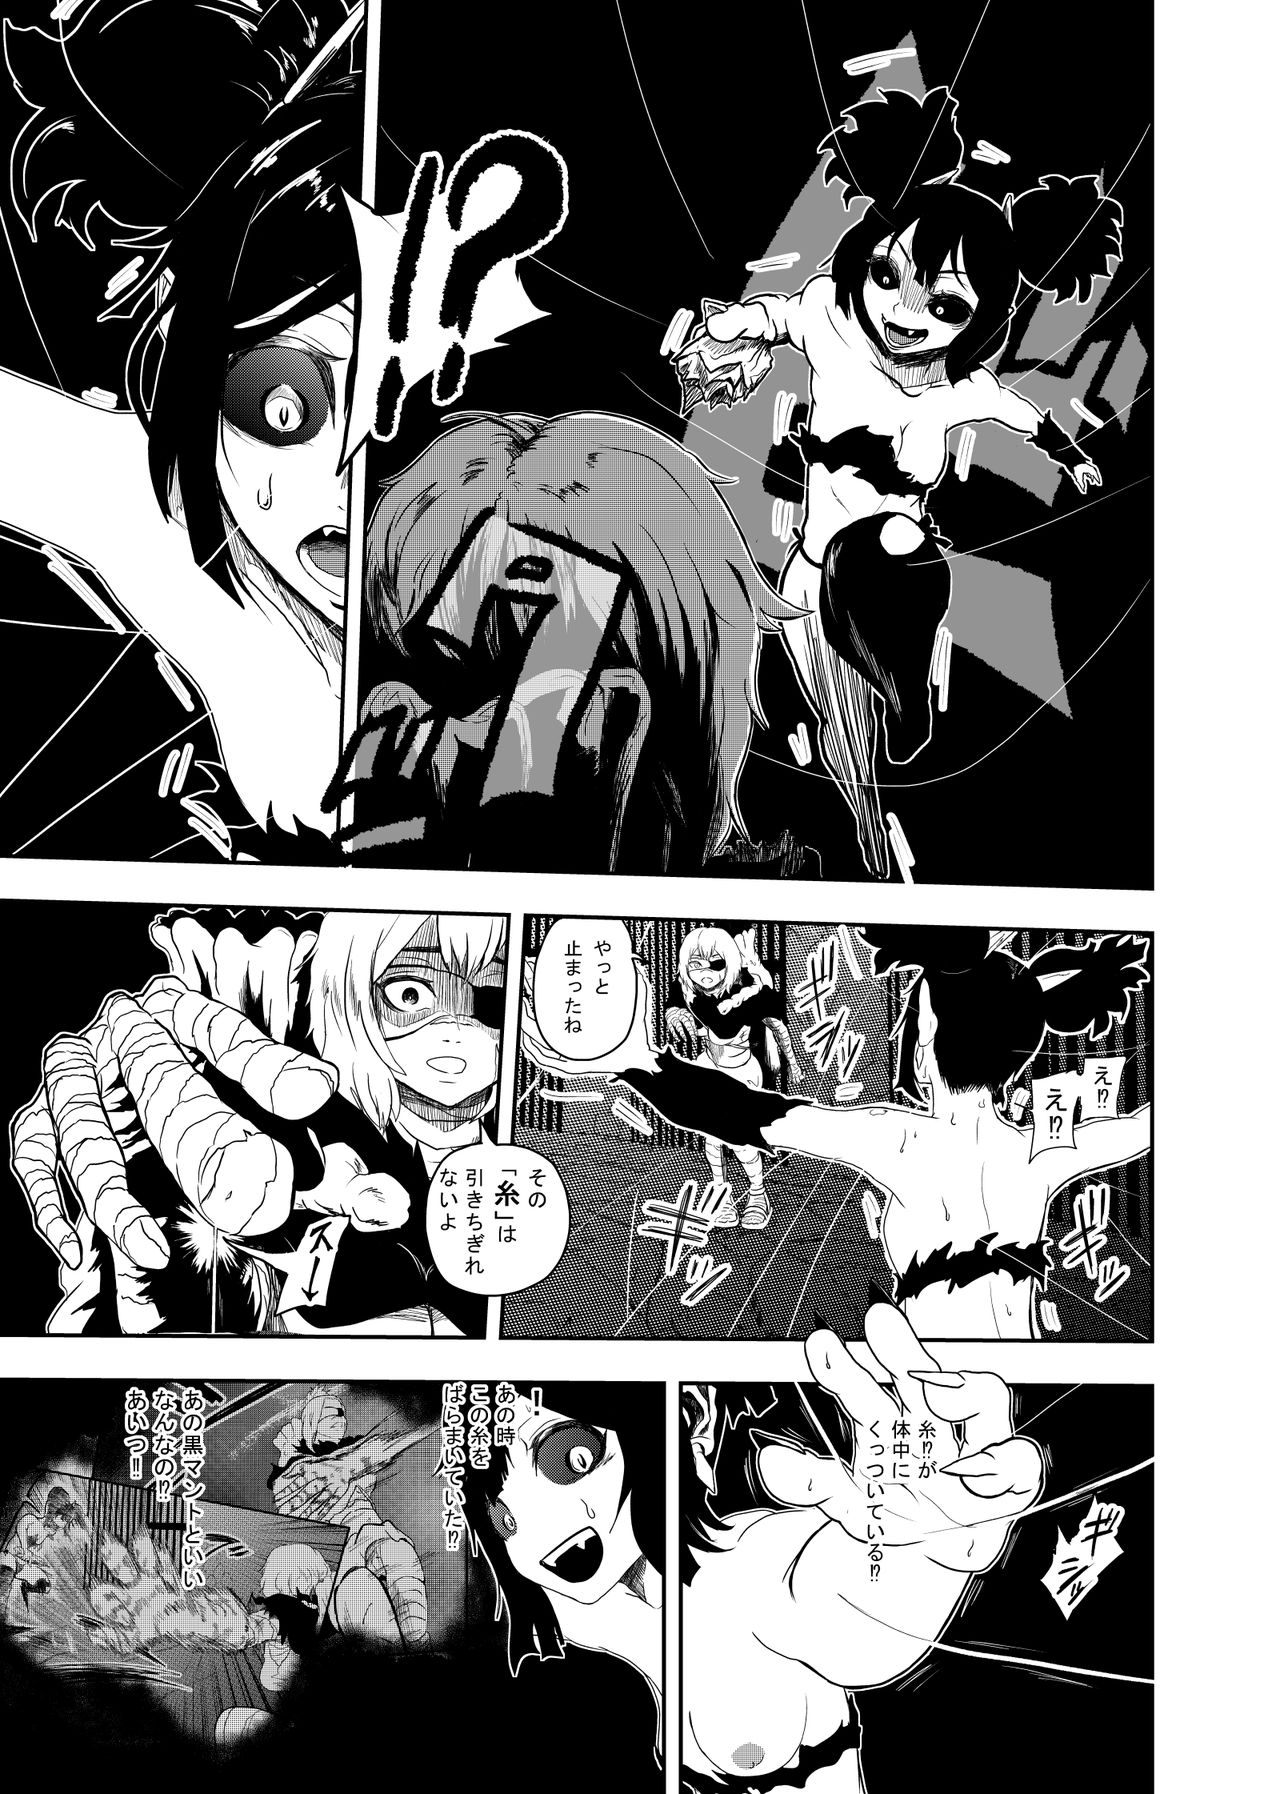 !?
やっと
止まったね
え!?
え!?
ギシッ
ギシッ
ギシッ
その
「糸」は
引きちぎれ
ないよ
スー
糸!?が
体中に
くっついている!?
ギシッ
!
あの時
この糸を
ばらまいていた!?
あの黒マントといい
なんなの!?
あいつ!!